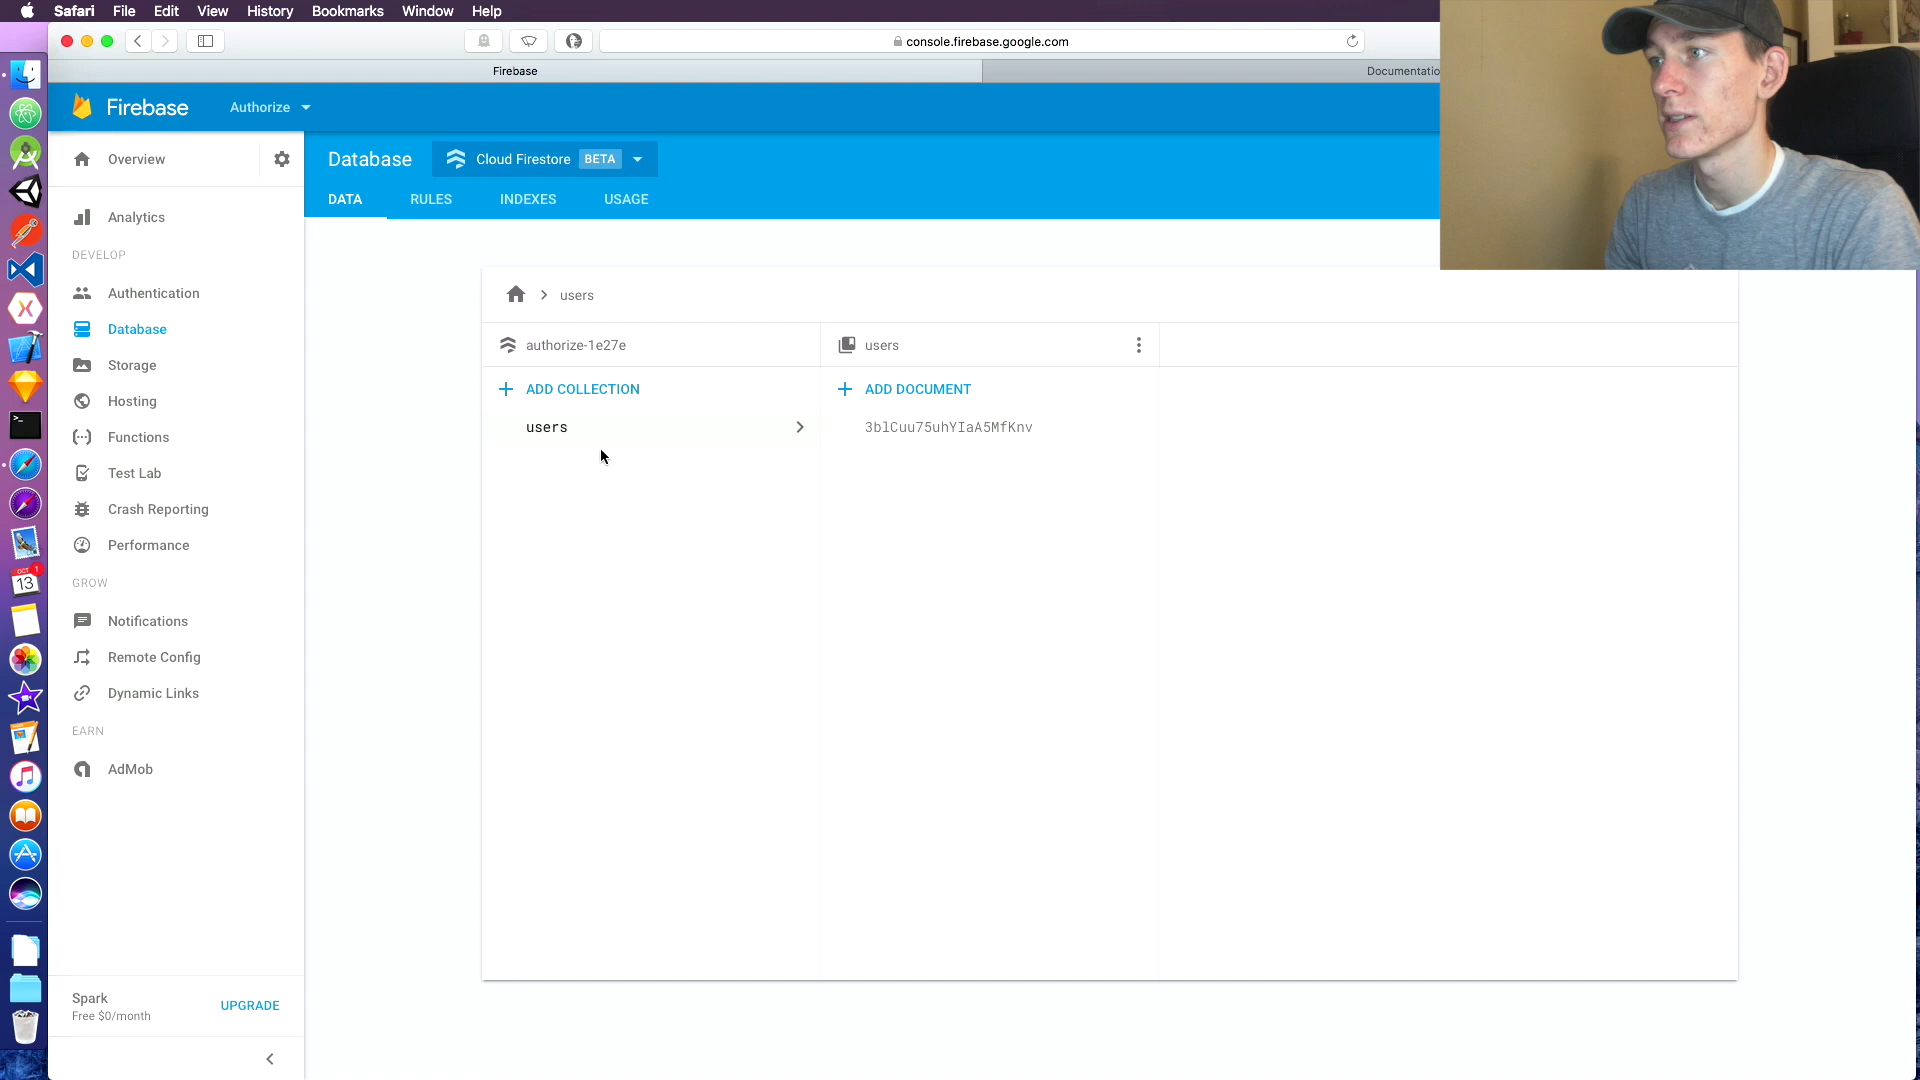 Safari File Edit View History Bookmarks Window Help
console.firebase.google.com
Firebase
Documentatio
Firebase
Authorize
Overview
Database
Cloud Firestore BETA
DATA RULES INDEXES USAGE
Analytics
DEVELOP
Authentication
Database
Storage
Hosting
Functions
Test Lab
Crash Reporting
Performance
GROW
Notifications
Remote Config
Dynamic Links
EARN
AdMob
Spark
Free $0/month
UPGRADE
users
authorize-1e27e
ADD COLLECTION
users
users
ADD DOCUMENT
3blCuu75uhYIaA5MfKnv
OCT
1
13